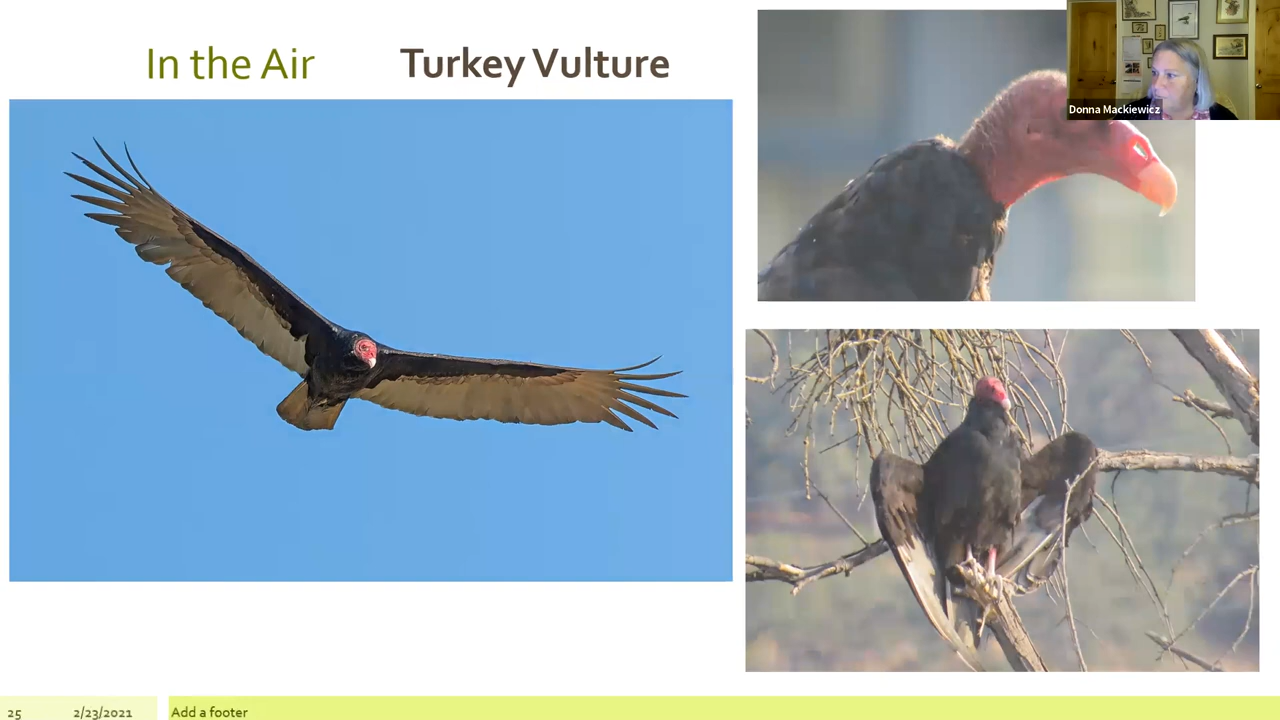 In the Air
Turkey Vulture
Donna Mackiewicz
25
2/23/2021
Add a footer